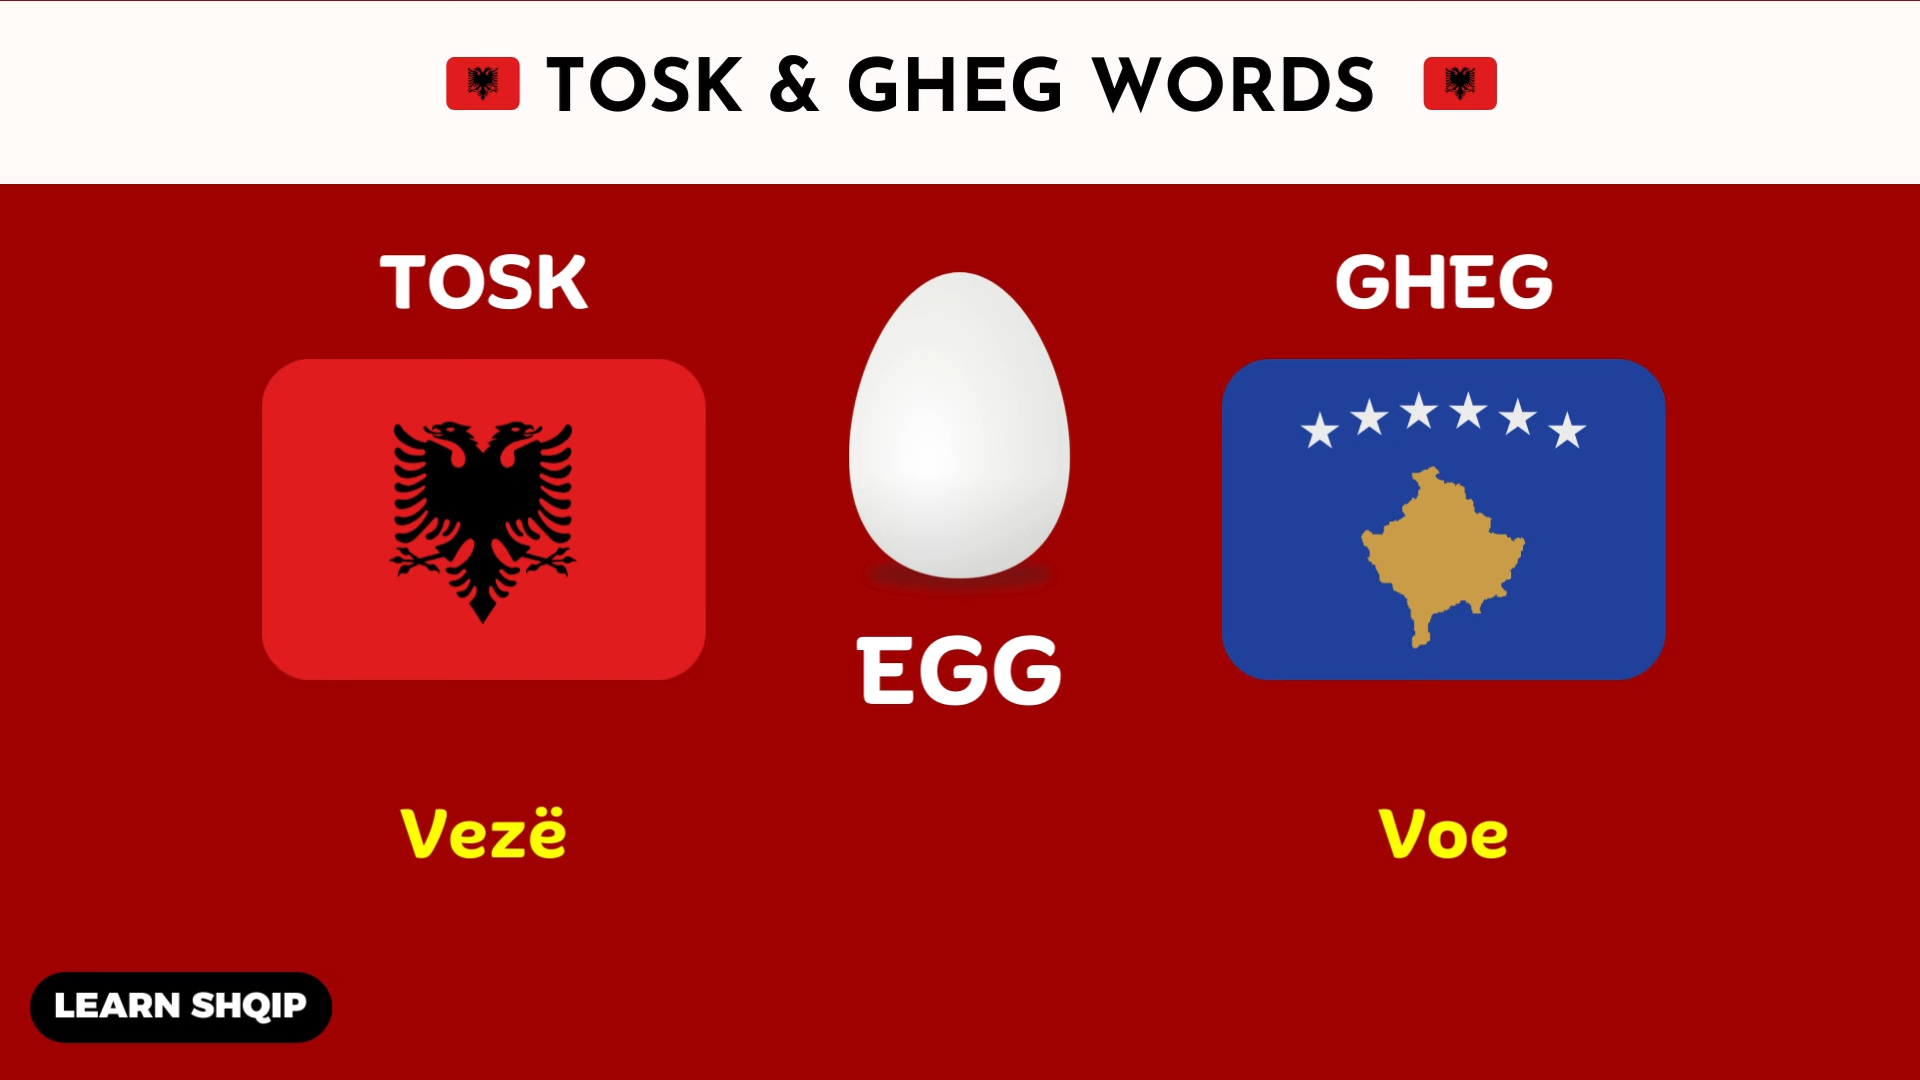 TOSK & GHEG WORDS
TOSK
GHEG
EGG
Vezë
Voe
LEARN SHQIP